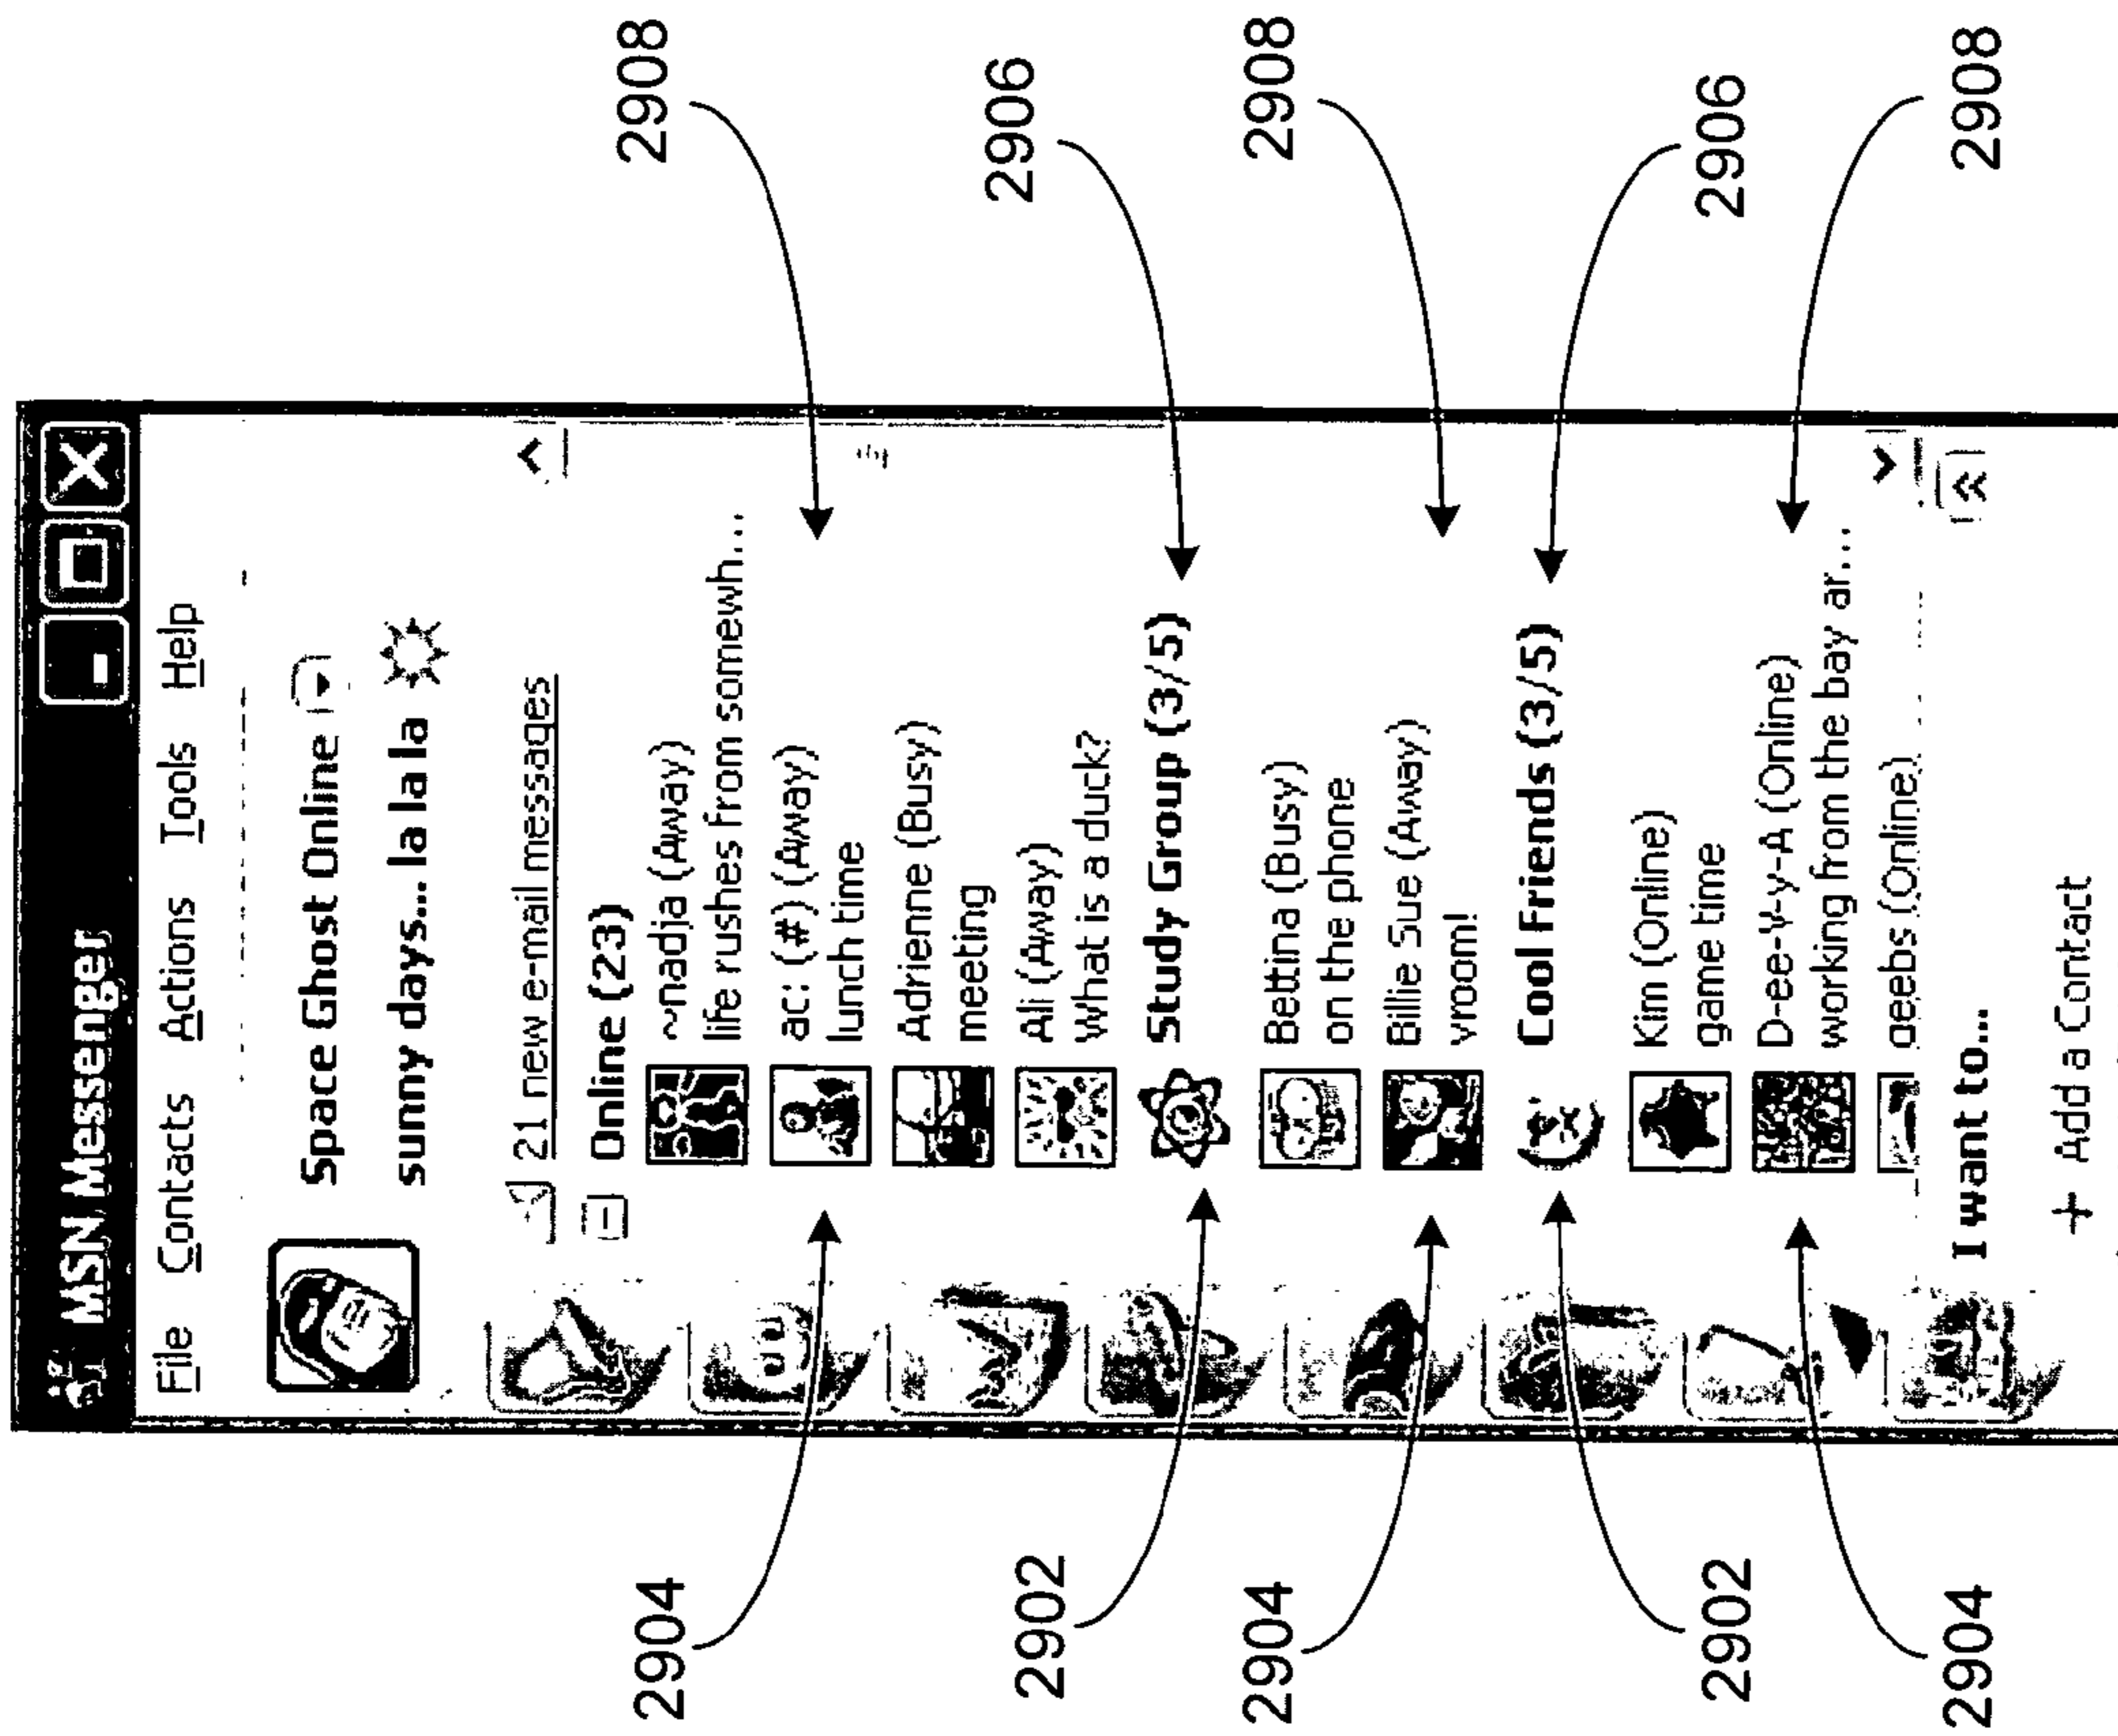 MSN Messenger
File Contacts Actions Tools Help
Space Ghost Online
sunny days... la la la
21 new e-mail messages
Online (23)
~nadja (Away)
life rushes from somewh...
ac: (#) (Away)
lunch time
Adrienne (Busy)
meeting
Ali (Away)
What is a duck?
Study Group (3/5)
Bettina (Busy)
on the phone
Billie Sue (Away)
vroom!
Cool Friends (3/5)
Kim (Online)
game time
D-ee-Y-y-A (Online)
working from the bay ar...
geebs (Online)
I want to...
+ Add a Contact
2904
2902
2904
2902
2904
2908
2906
2908
2906
2908